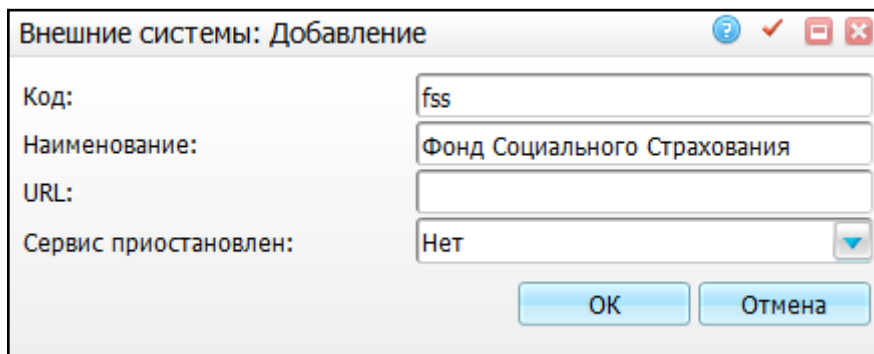 Внешние системы: Добавление
Код: fss
Наименование: Фонд Социального Страхования
URL:
Сервис приостановлен: Нет
ОК Отмена